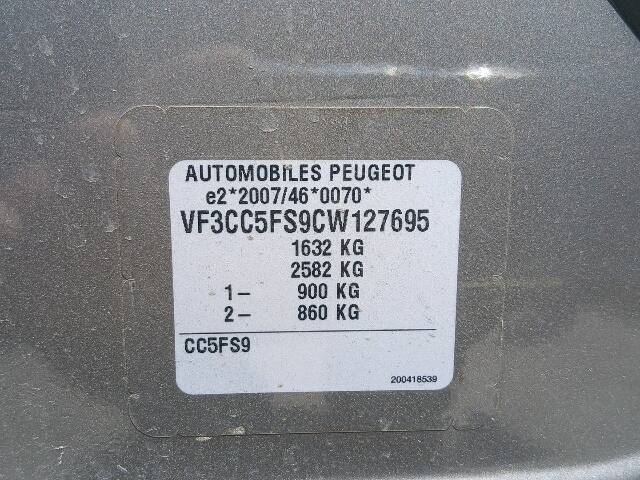 AUTOMOBILES PEUGEOT
e2*2007/46*0070*
VF3CC5FS9CW127695
1632 KG
2582 KG
1- 900 KG
2- 860 KG
CC5FS9
200418539